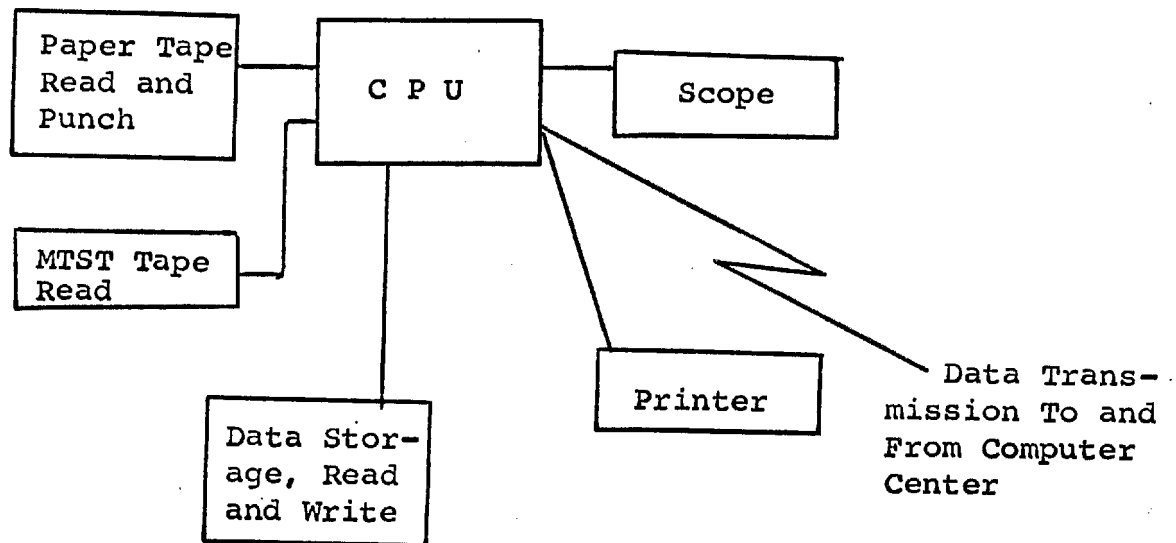 Paper Tape
Read and
Punch
C P U
Scope
MTST Tape
Read
Data Stor-
age, Read
and Write
Printer
Data Trans-
mission To and
From Computer
Center